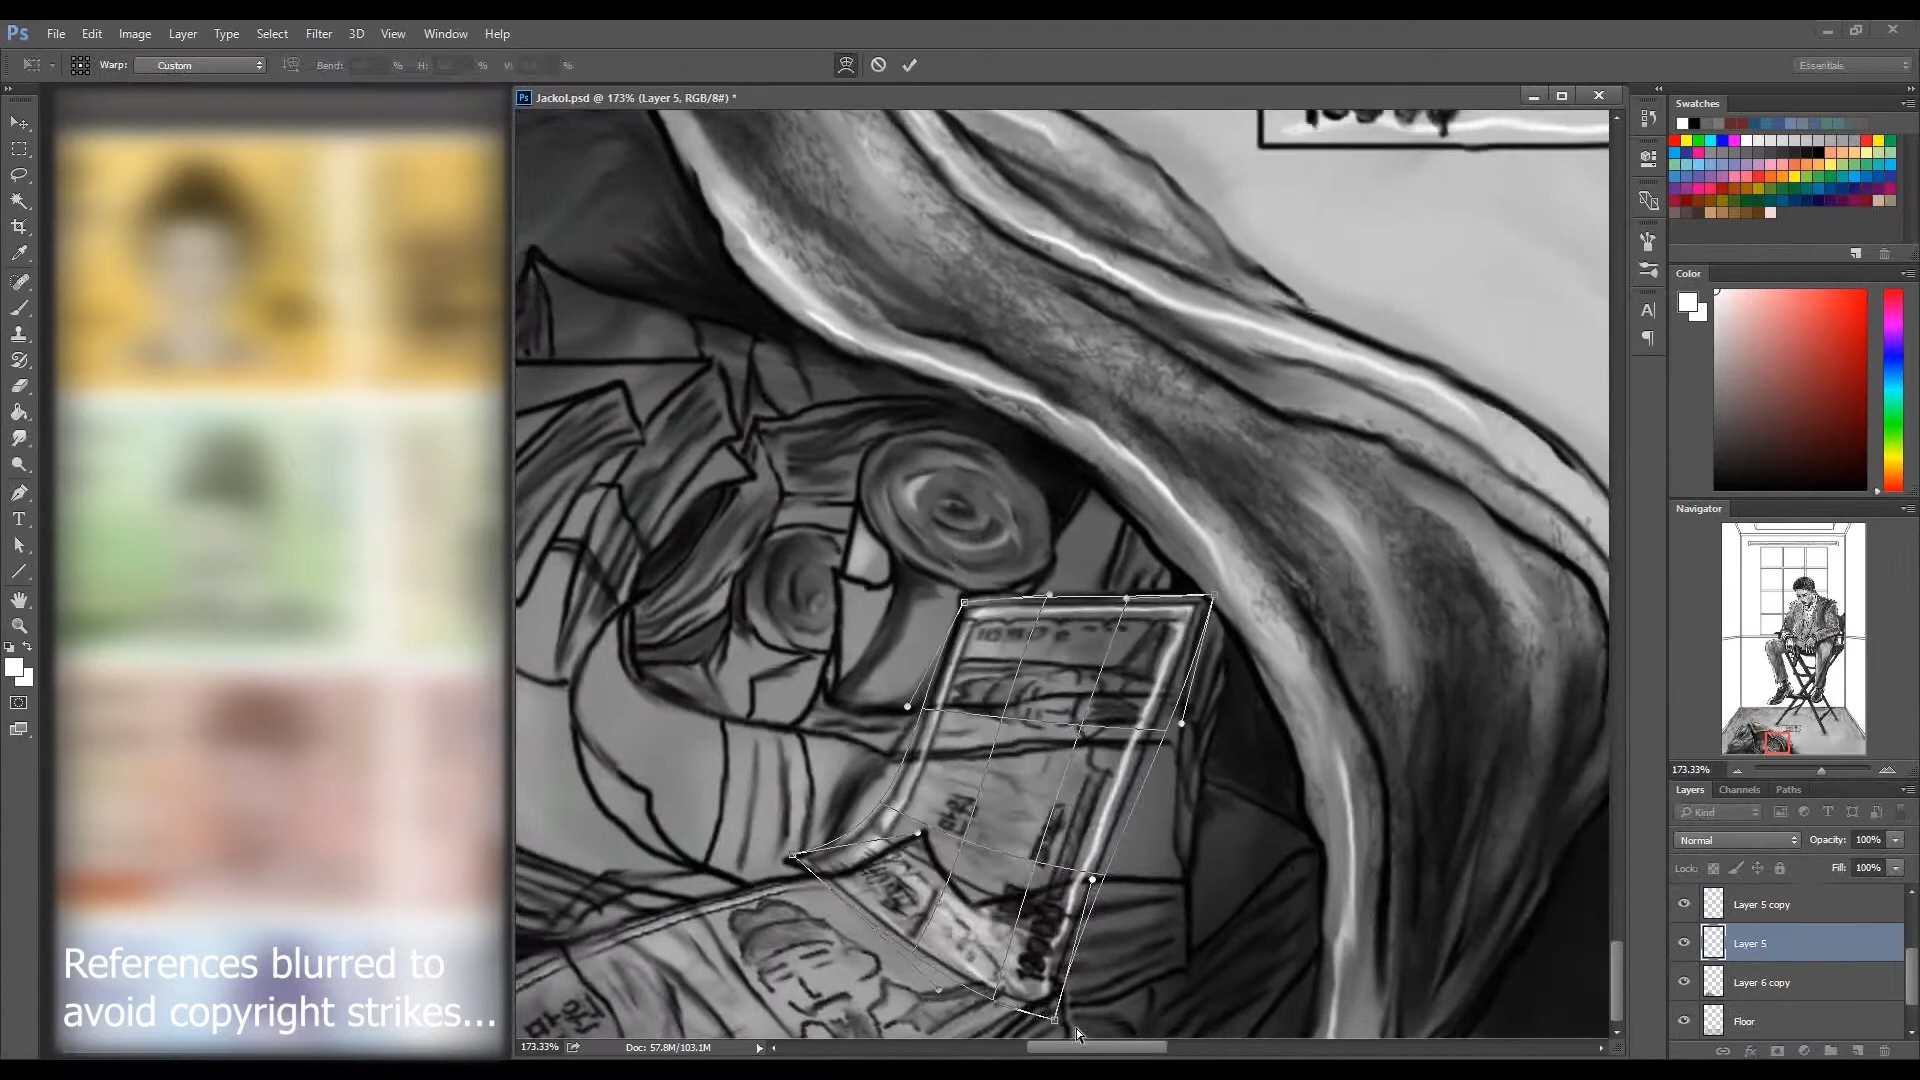 Ps File Edit Image Layer Type Select Filter 3D View Window Help
Warp: Custom Bend: % H: % V: % Essentials
Ps Jackol.psd @ 173% (Layer 5, RGB/8#) *
Swatches
Color
Navigator
173.33%
Layers Channels Paths
Kind
Normal Opacity: 100%
Lock: Fill: 100%
Layer 5 copy
Layer 5
Layer 6 copy
Floor
References blurred to
avoid copyright strikes...
173.33% Doc: 57.8M/103.1M